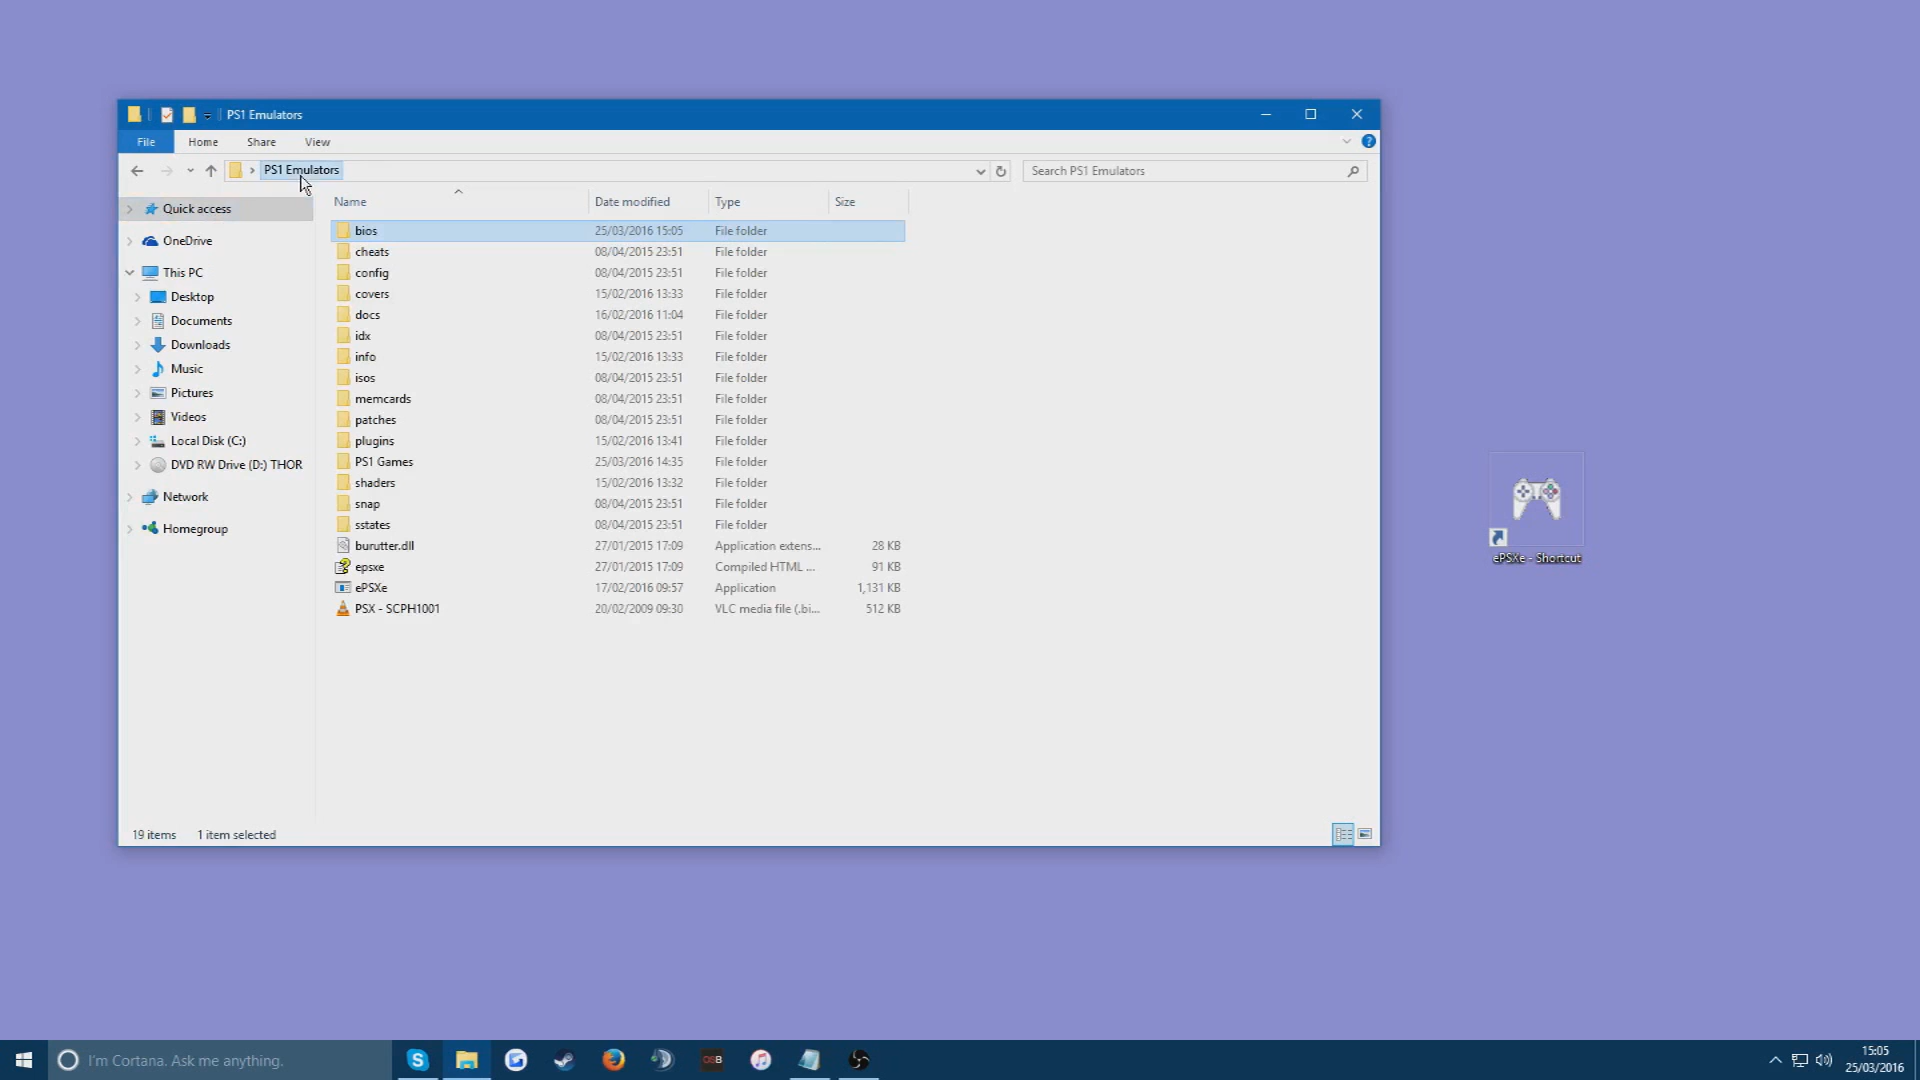 PS1 Emulators
File Home Share View
PS1 Emulators Search PS1 Emulators
Name Date modified Type Size
Quick access
OneDrive
This PC
Desktop
Documents
Downloads
Music
Pictures
Videos
Local Disk (C:)
DVD RW Drive (D:) THOR
Network
Homegroup
bios 25/03/2016 15:05 File folder
cheats 08/04/2015 23:51 File folder
config 08/04/2015 23:51 File folder
covers 15/02/2016 13:33 File folder
docs 16/02/2016 11:04 File folder
idx 08/04/2015 23:51 File folder
info 15/02/2016 13:33 File folder
isos 08/04/2015 23:51 File folder
memcards 08/04/2015 23:51 File folder
patches 08/04/2015 23:51 File folder
plugins 15/02/2016 13:41 File folder
PS1 Games 25/03/2016 14:35 File folder
shaders 15/02/2016 13:32 File folder
snap 08/04/2015 23:51 File folder
sstates 08/04/2015 23:51 File folder
burutter.dll 27/01/2015 17:09 Application extens... 28 KB
epsxe 27/01/2015 17:09 Compiled HTML ... 91 KB
ePSXe 17/02/2016 09:57 Application 1,131 KB
PSX - SCPH1001 20/02/2009 09:30 VLC media file (.bi... 512 KB
19 items 1 item selected
ePSXe - Shortcut
I'm Cortana. Ask me anything.
S
OSB
15:05
25/03/2016